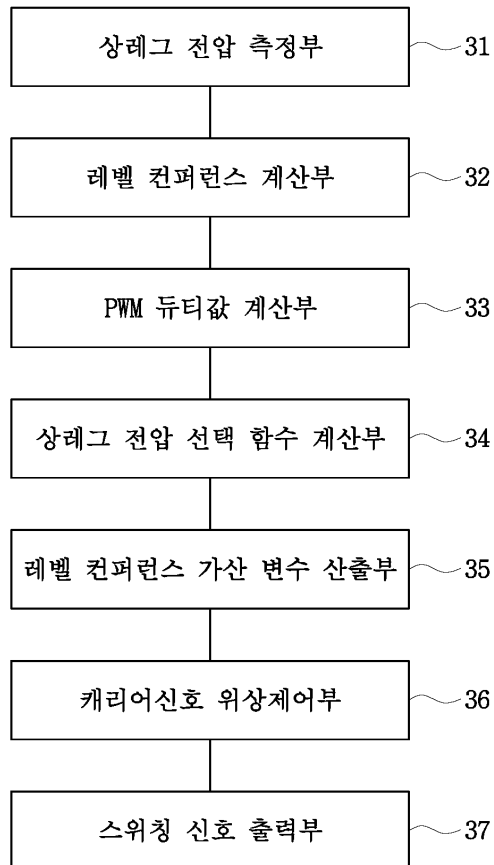 상레그 전압 측정부 31
레벨 컨퍼런스 계산부 32
PWM 듀티값 계산부 33
상레그 전압 선택 함수 계산부 34
레벨 컨퍼런스 가산 변수 산출부 35
캐리어신호 위상제어부 36
스위칭 신호 출력부 37